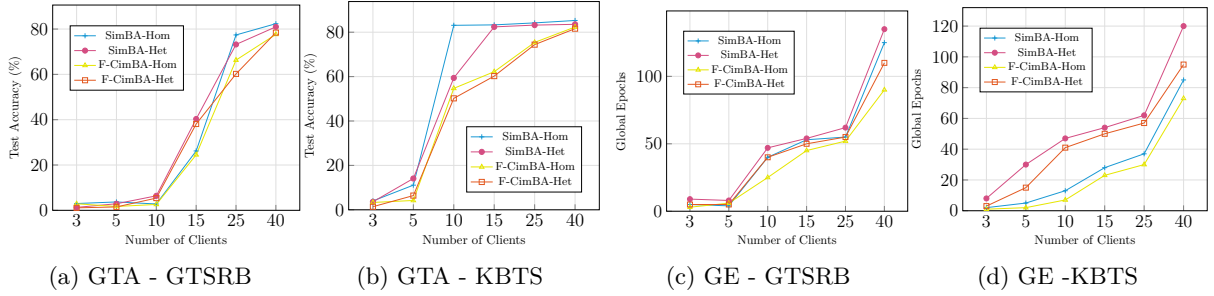 Test Accuracy (%)
80
60
40
20
0
SimBA-Hom
SimBA-Het
F-CimBA-Hom
F-CimBA-Het
3 5 10 15 25 40
Number of Clients
(a) GTA - GTSRB
Test Accuracy (%)
80
60
40
20
0
SimBA-Hom
SimBA-Het
F-CimBA-Hom
F-CimBA-Het
3 5 10 15 25 40
Number of Clients
(b) GTA - KBTS
Global Epochs
100
50
0
SimBA-Hom
SimBA-Het
F-CimBA-Hom
F-CimBA-Het
3 5 10 15 25 40
Number of Clients
(c) GE - GTSRB
Global Epochs
120
100
80
60
40
20
0
SimBA-Hom
SimBA-Het
F-CimBA-Hom
F-CimBA-Het
3 5 10 15 25 40
Number of Clients
(d) GE -KBTS